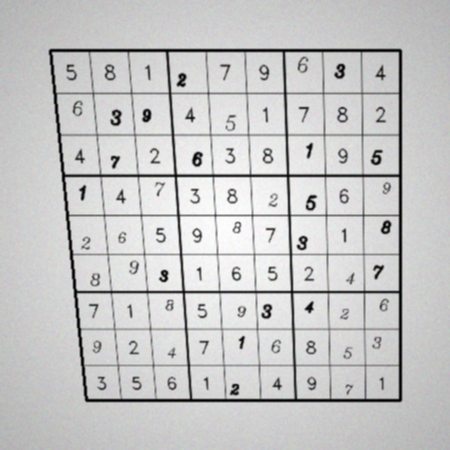 5 8 1 2 7 9 6 3 4
6 3 9 4 5 1 7 8 2
4 7 2 6 3 8 1 9 5
1 4 7 3 8 2 5 6 9
2 6 5 9 8 7 3 1 8
8 9 3 1 6 5 2 4 7
7 1 8 5 9 3 4 2 6
9 2 4 7 1 6 8 5 3
3 5 6 1 2 4 9 7 1